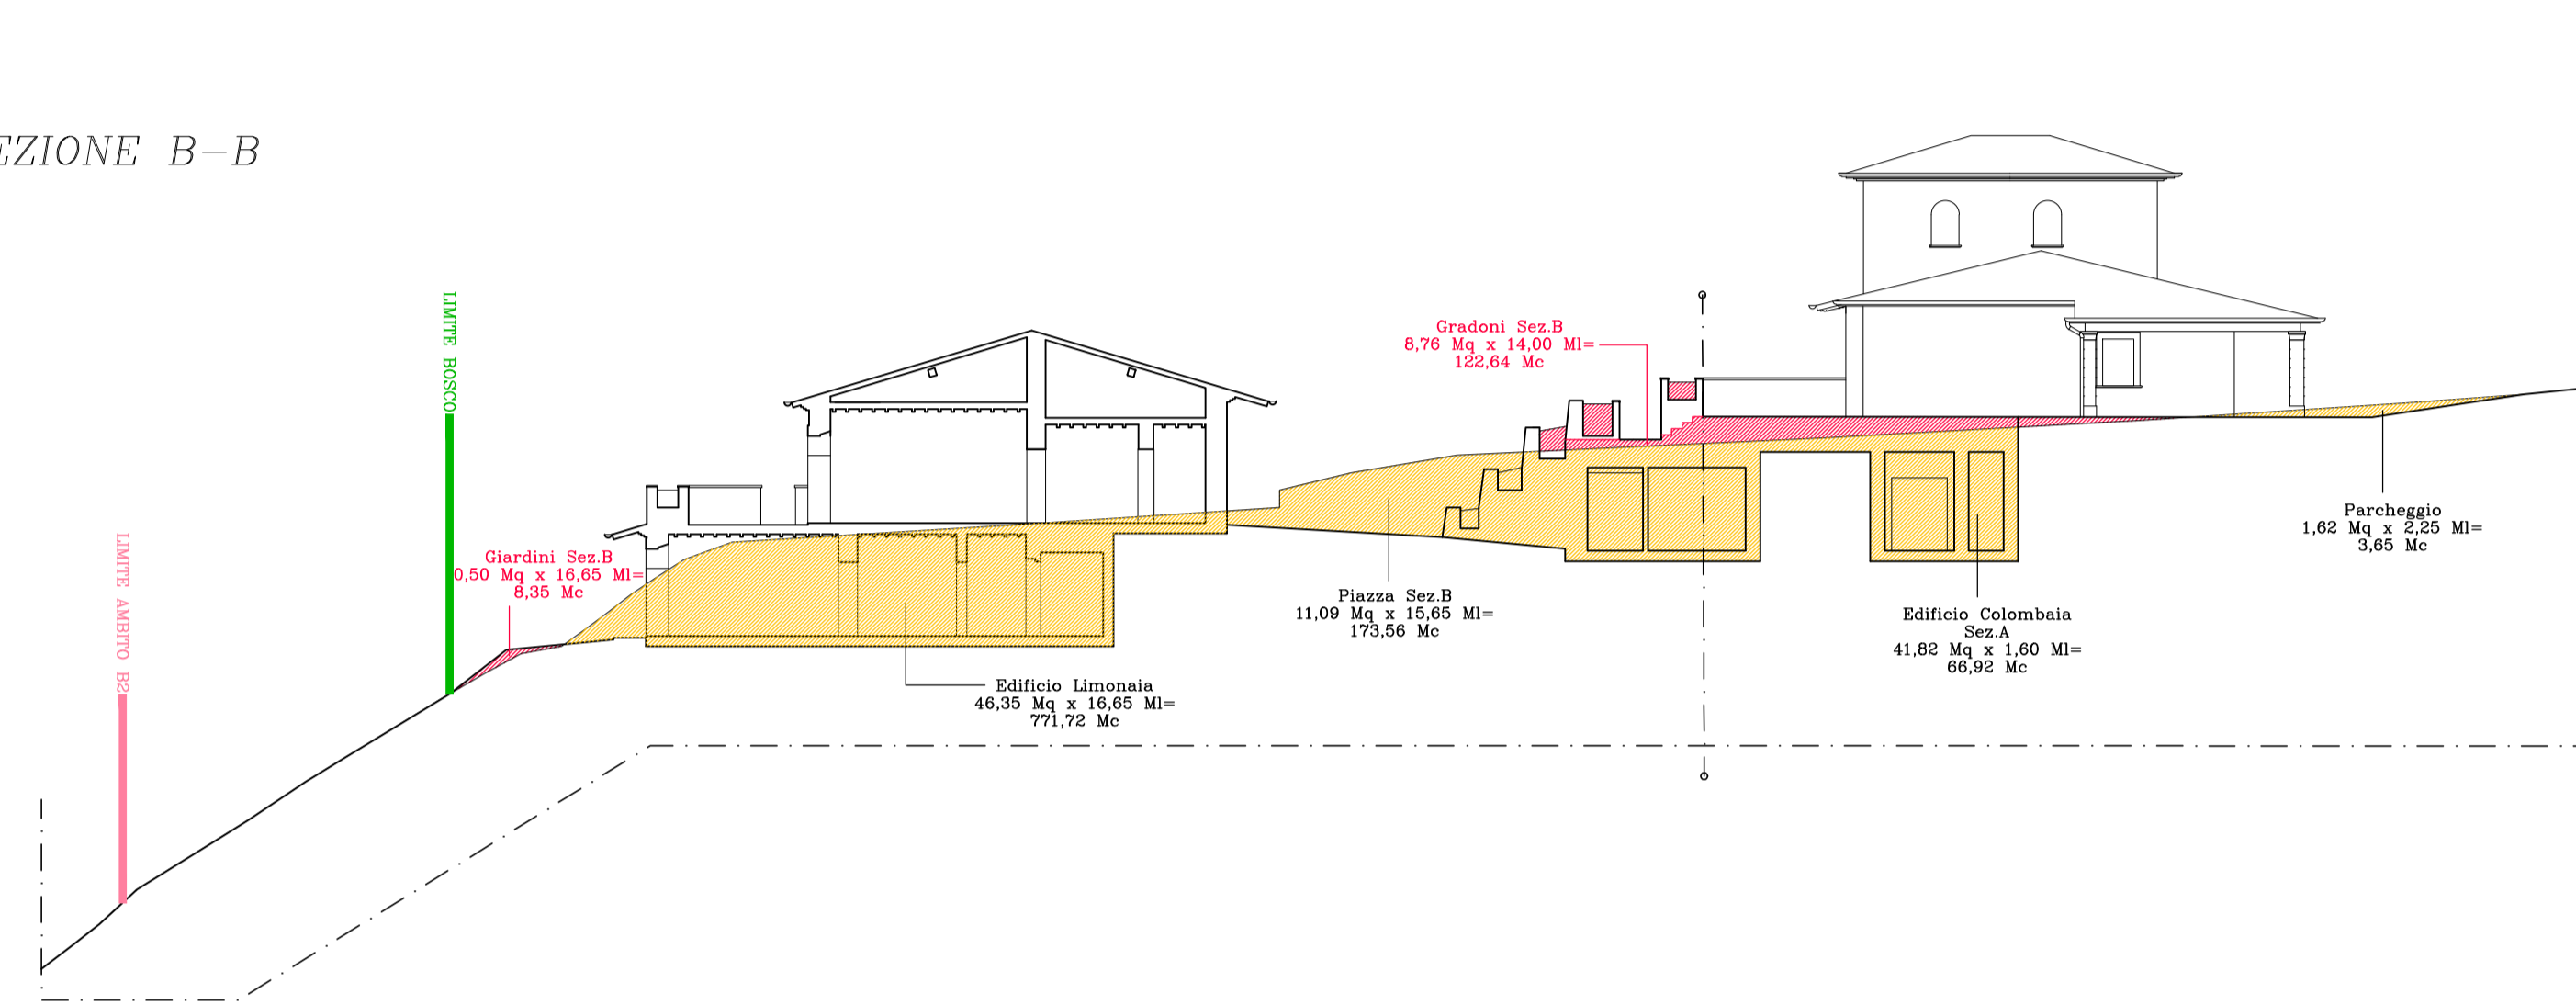 EZIONE B-B
LIMITE BOSCO
LIMITE AMBITO B2
Giardini Sez.B
0,50 Mq x 16,65 Ml=
8,35 Mc
Edificio Limonaia
46,35 Mq x 16,65 Ml=
771,72 Mc
Gradoni Sez.B
8,76 Mq x 14,00 Ml=
122,64 Mc
Piazza Sez.B
11,09 Mq x 15,65 Ml=
173,56 Mc
Edificio Colombaia
Sez.A
41,82 Mq x 1,60 Ml=
66,92 Mc
Parcheggio
1,62 Mq x 2,25 Ml=
3,65 Mc